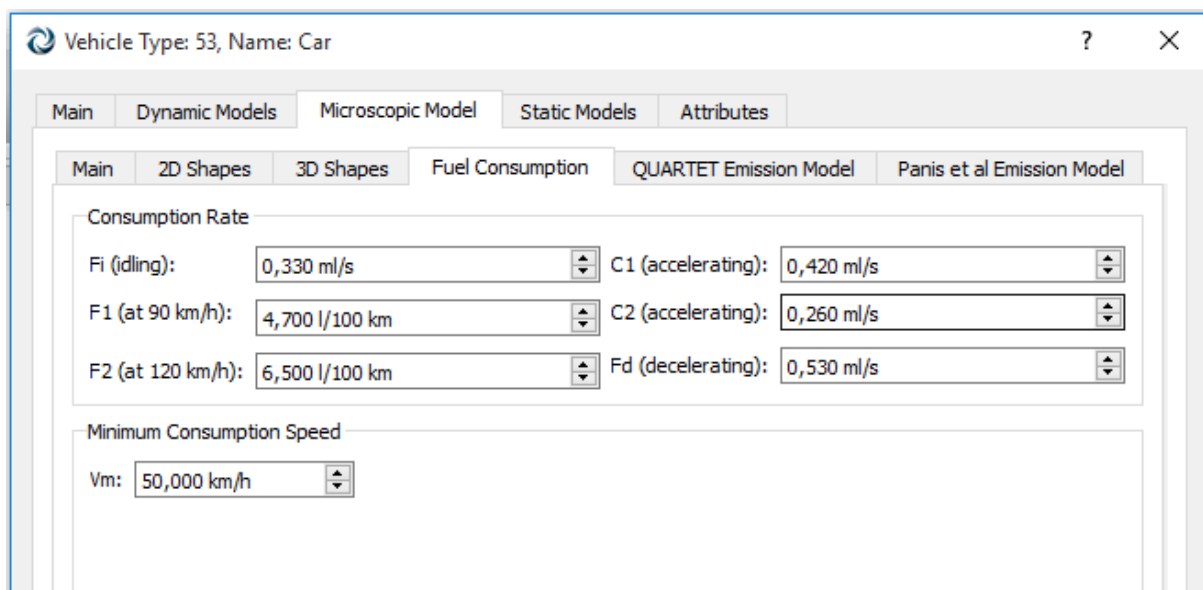 Vehicle Type: 53, Name: Car
?
Main Dynamic Models Microscopic Model Static Models Attributes
Main 2D Shapes 3D Shapes Fuel Consumption QUARTET Emission Model Panis et al Emission Model
Consumption Rate
Fi (idling): 0,330 ml/s C1 (accelerating): 0,420 ml/s
F1 (at 90 km/h): 4,700 l/100 km C2 (accelerating): 0,260 ml/s
F2 (at 120 km/h): 6,500 l/100 km Fd (decelerating): 0,530 ml/s
Minimum Consumption Speed
Vm: 50,000 km/h